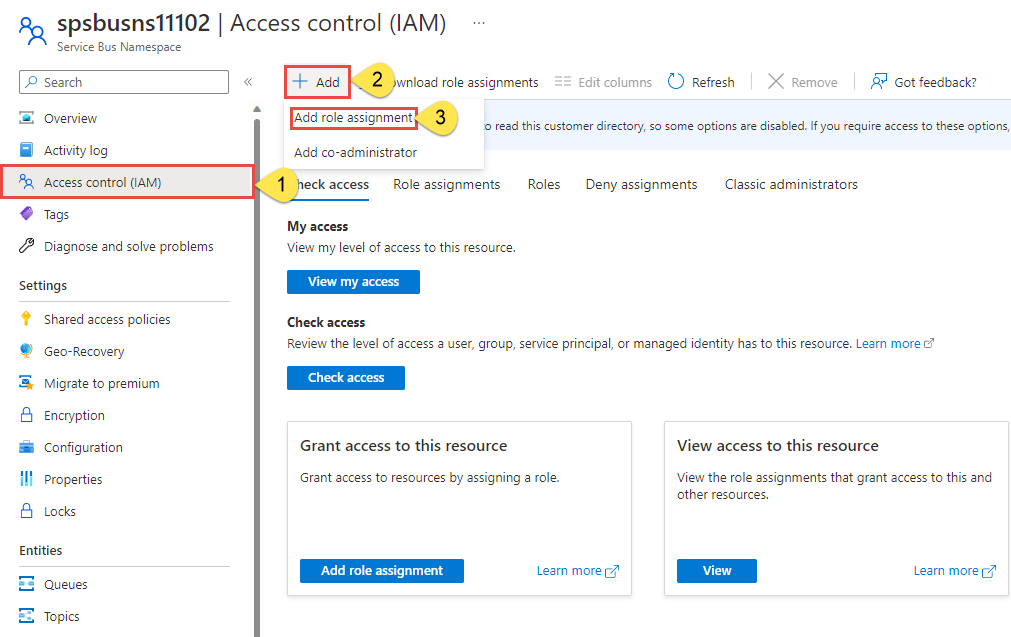 spsbusns11102 | Access control (IAM) ...
Service Bus Namespace
Search
«
Overview
Activity log
Access control (IAM)
Tags
Diagnose and solve problems
Settings
Shared access policies
Geo-Recovery
Migrate to premium
Encryption
Configuration
Properties
Locks
Entities
Queues
Topics
1
+ Add
2
ownload role assignments
Edit columns
Refresh
Remove
Got feedback?
Add role assignment
3
Add co-administrator
to read this customer directory, so some options are disabled. If you require access to these options,
heck access
Role assignments
Roles
Deny assignments
Classic administrators
My access
View my level of access to this resource.
View my access
Check access
Review the level of access a user, group, service principal, or managed identity has to this resource. Learn more
Check access
Grant access to this resource
Grant access to resources by assigning a role.
Add role assignment
Learn more
View access to this resource
View the role assignments that grant access to this and
other resources.
View
Learn more